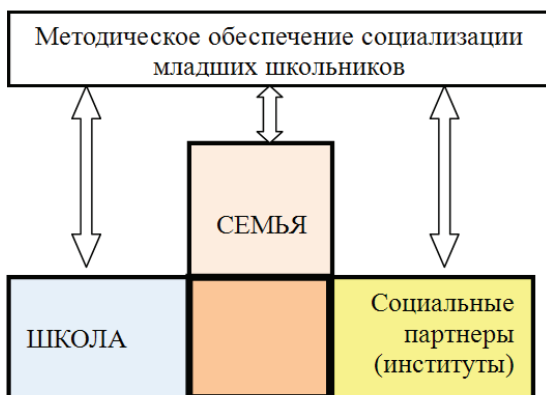 Методическое обеспечение социализации
младших школьников
СЕМЬЯ
ШКОЛА
Социальные
партнеры
(институты)